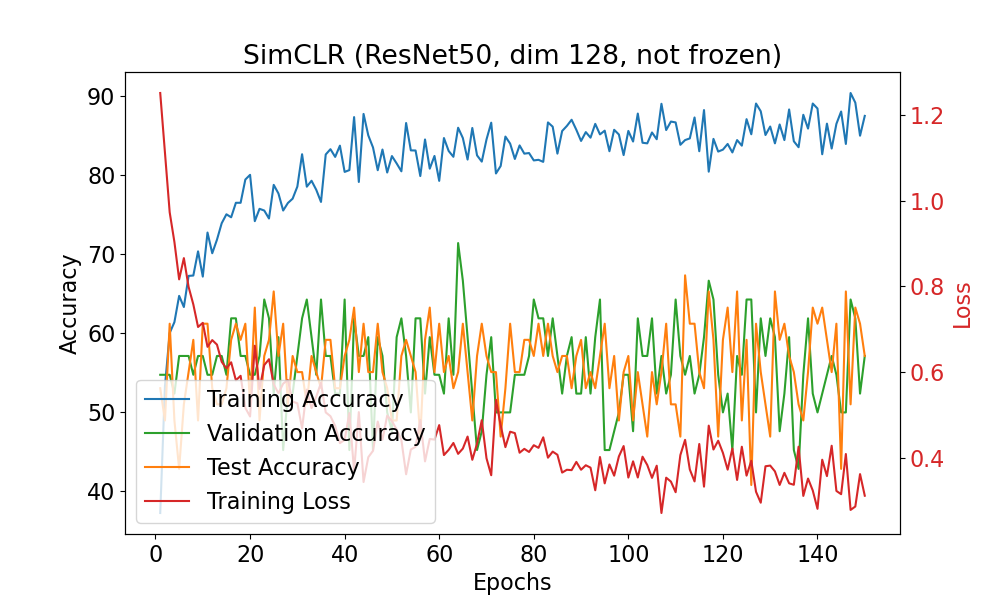 SimCLR (ResNet50, dim 128, not frozen)
90
80
70
60
50
40
Accuracy
1.2
1.0
0.8
0.6
0.4
Loss
Training Accuracy
Validation Accuracy
Test Accuracy
Training Loss
0 20 40 60 80 100 120 140
Epochs